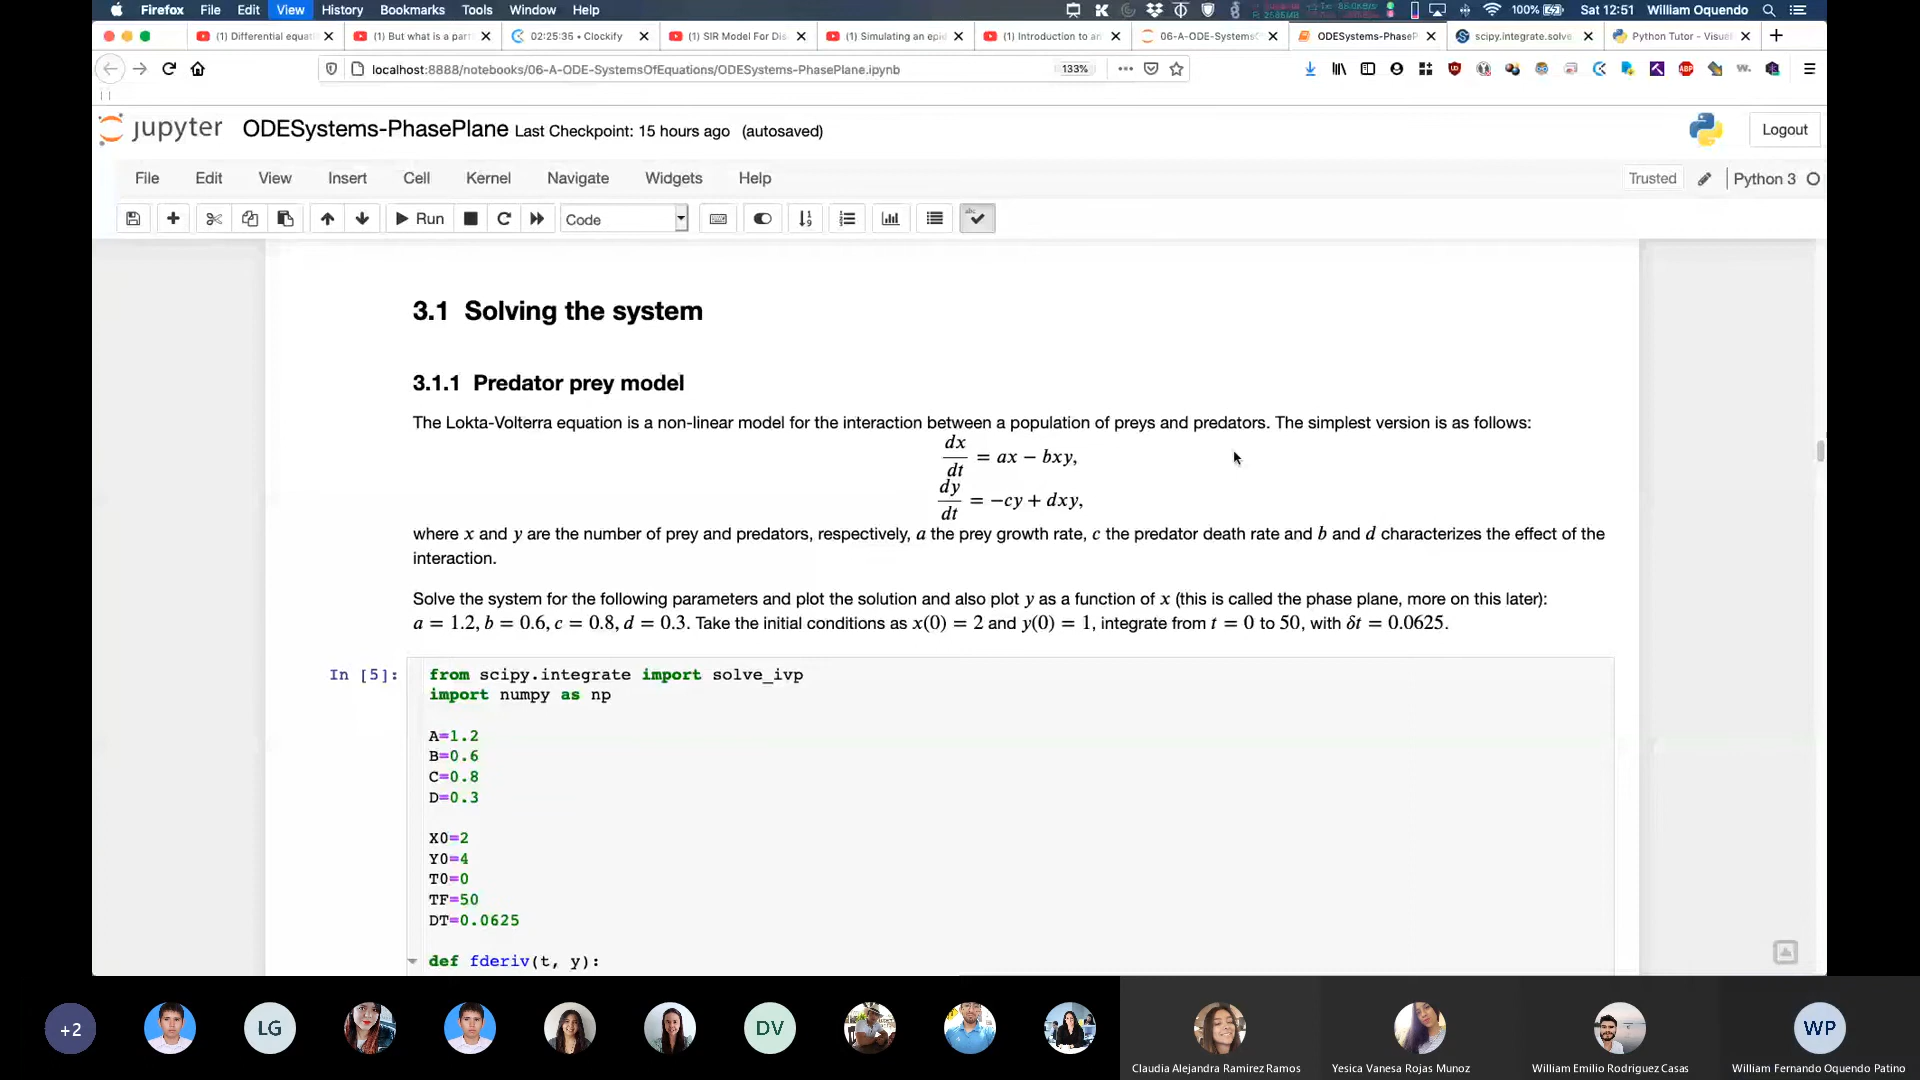 Firefox File Edit View History Bookmarks Tools Window Help 100% Sat 12:51 William Oquendo
(1) Differential equati (1) But what is a part 02:25:35 • Clockify (1) SIR Model For Dis (1) Simulating an epi (1) Introduction to an 06-A-ODE-SystemsO ODESystems-PhaseP scipy.integrate.solve Python Tutor - Visual
localhost:8888/notebooks/06-A-ODE-SystemsOfEquations/ODESystems-PhasePlane.ipynb 133%
jupyter ODESystems-PhasePlane Last Checkpoint: 15 hours ago (autosaved) Logout
File Edit View Insert Cell Kernel Navigate Widgets Help Trusted Python 3
Run Code
3.1 Solving the system
3.1.1 Predator prey model
The Lokta-Volterra equation is a non-linear model for the interaction between a population of preys and predators. The simplest version is as follows:
dx/dt = ax − bxy,
dy/dt = −cy + dxy,
where x and y are the number of prey and predators, respectively, a the prey growth rate, c the predator death rate and b and d characterizes the effect of the
interaction.
Solve the system for the following parameters and plot the solution and also plot y as a function of x (this is called the phase plane, more on this later):
a = 1.2, b = 0.6, c = 0.8, d = 0.3. Take the initial conditions as x(0) = 2 and y(0) = 1, integrate from t = 0 to 50, with δt = 0.0625.
In [5]: from scipy.integrate import solve_ivp
import numpy as np
A=1.2
B=0.6
C=0.8
D=0.3
X0=2
Y0=4
T0=0
TF=50
DT=0.0625
def fderiv(t, y):
+2 LG DV WP
Claudia Alejandra Ramirez Ramos Yesica Vanesa Rojas Munoz William Emilio Rodriguez Casas William Fernando Oquendo Patino